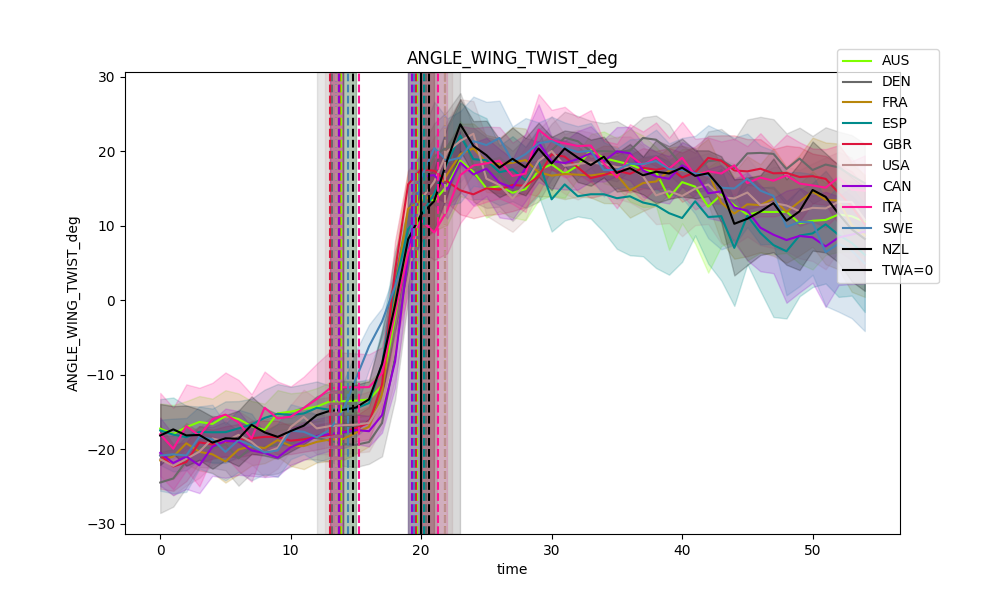 ANGLE_WING_TWIST_deg
30
20
10
0
−10
−20
−30
ANGLE_WING_TWIST_deg
0
10
20
30
40
50
time
AUS
DEN
FRA
ESP
GBR
USA
CAN
ITA
SWE
NZL
TWA=0